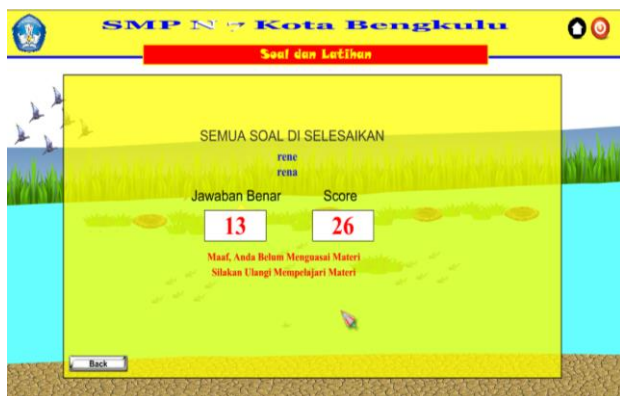 SMP N 7 Kota Bengkulu
Soal dan Latihan
SEMUA SOAL DI SELESAIKAN
rene
rena
Jawaban Benar Score
13 26
Maaf, Anda Belum Menguasai Materi
Silakan Ulangi Mempelajari Materi
Back